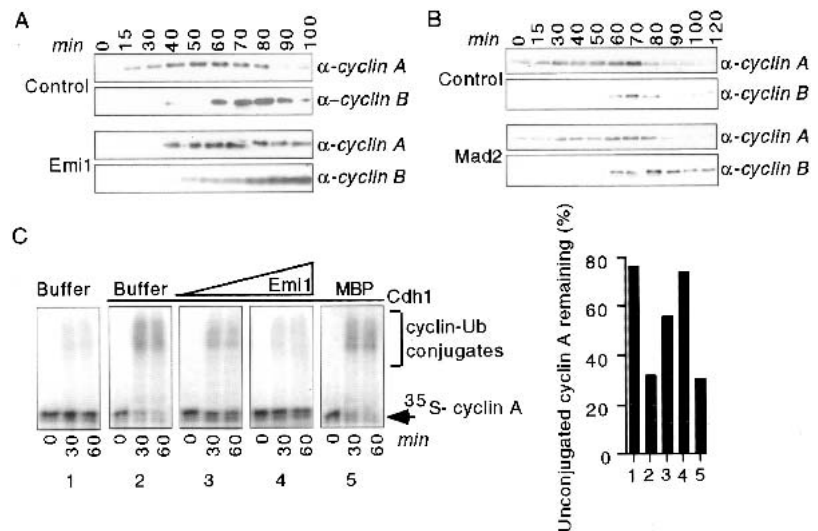 A
min 0 15 30 40 50 60 70 80 90 100
Control
α-cyclin A
α-cyclin B
Emi1
α-cyclin A
α-cyclin B
B
min 0 15 30 40 50 60 70 80 90 100 120
Control
α-cyclin A
α-cyclin B
Mad2
α-cyclin A
α-cyclin B
C
Buffer Buffer Emi1 MBP
Cdh1
cyclin-Ub
conjugates
35S- cyclin A
0 30 60 0 30 60 0 30 60 0 30 60 0 30 60 min
1 2 3 4 5
Unconjugated cyclin A remaining (%)
80
60
40
20
0
1 2 3 4 5